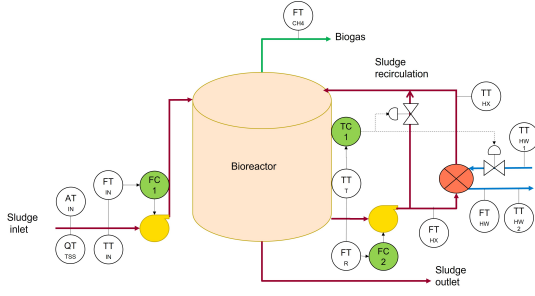 FT
CH4
Biogas
Sludge
recirculation
TT
HX
TC
1
TT
HW
1
Bioreactor
FT
IN
FC
1
TT
T
AT
IN
Sludge
inlet
QT
TSS
TT
IN
FT
R
FC
2
FT
HX
FT
HW
TT
HW
2
Sludge
outlet